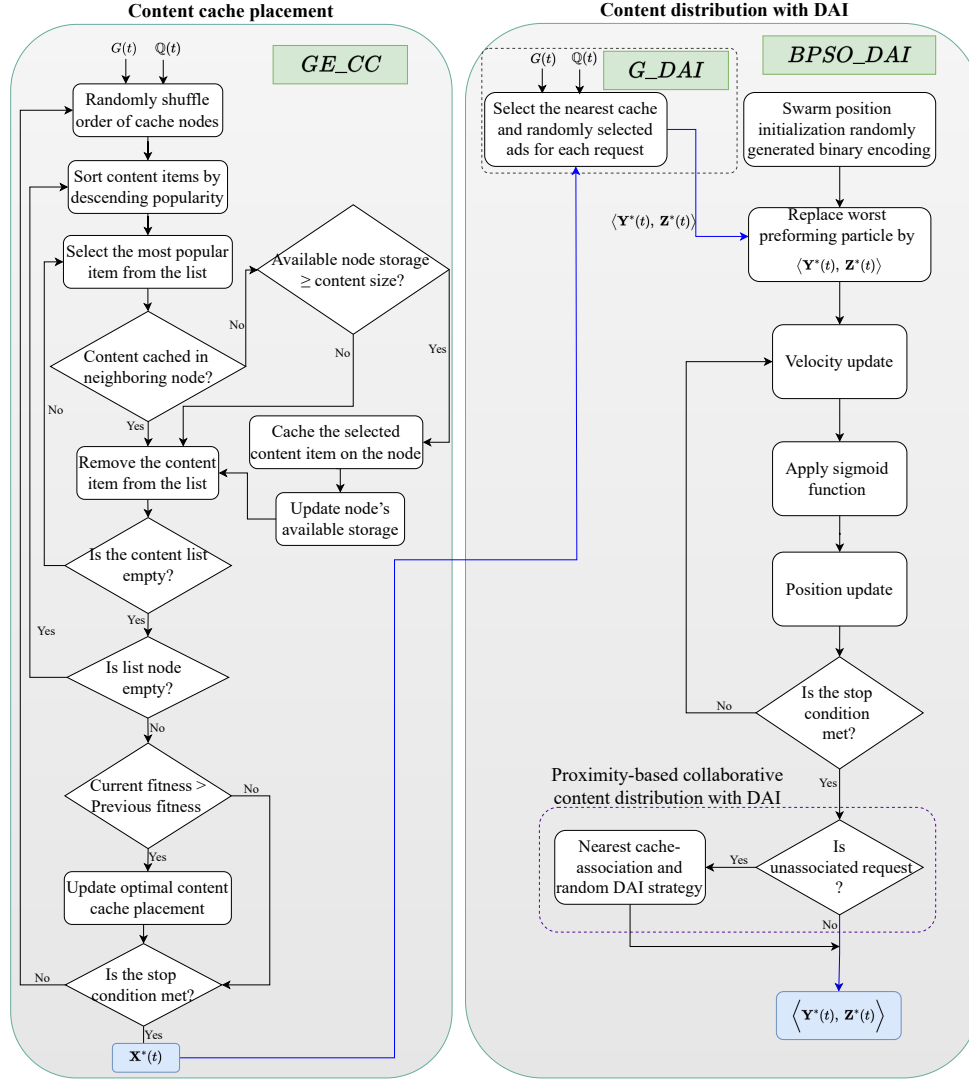 Content cache placement
G(t)
ℚ(t)
GE_CC
Randomly shuffle
order of cache nodes
Sort content items by
descending popularity
Select the most popular
item from the list
Available node storage
≥ content size?
No
No
Yes
Content cached in
neighboring node?
No
Yes
Cache the selected
content item on the node
Remove the content
item from the list
Update node's
available storage
Is the content list
empty?
Yes
Yes
Is list node
empty?
No
Current fitness >
Previous fitness
No
Yes
Update optimal content
cache placement
Is the stop
condition met?
No
Yes
X*(t)
Content distribution with DAI
G(t)
ℚ(t)
G_DAI
BPSO_DAI
Select the nearest cache
and randomly selected
ads for each request
Swarm position
initialization randomly
generated binary encoding
⟨Y*(t), Z*(t)⟩
Replace worst
preforming particle by
⟨Y*(t), Z*(t)⟩
Velocity update
Apply sigmoid
function
Position update
Is the stop
condition
met?
No
Yes
Proximity-based collaborative
content distribution with DAI
Nearest cache-
association and
random DAI strategy
Yes
Is
unassociated request
?
No
⟨Y*(t), Z*(t)⟩